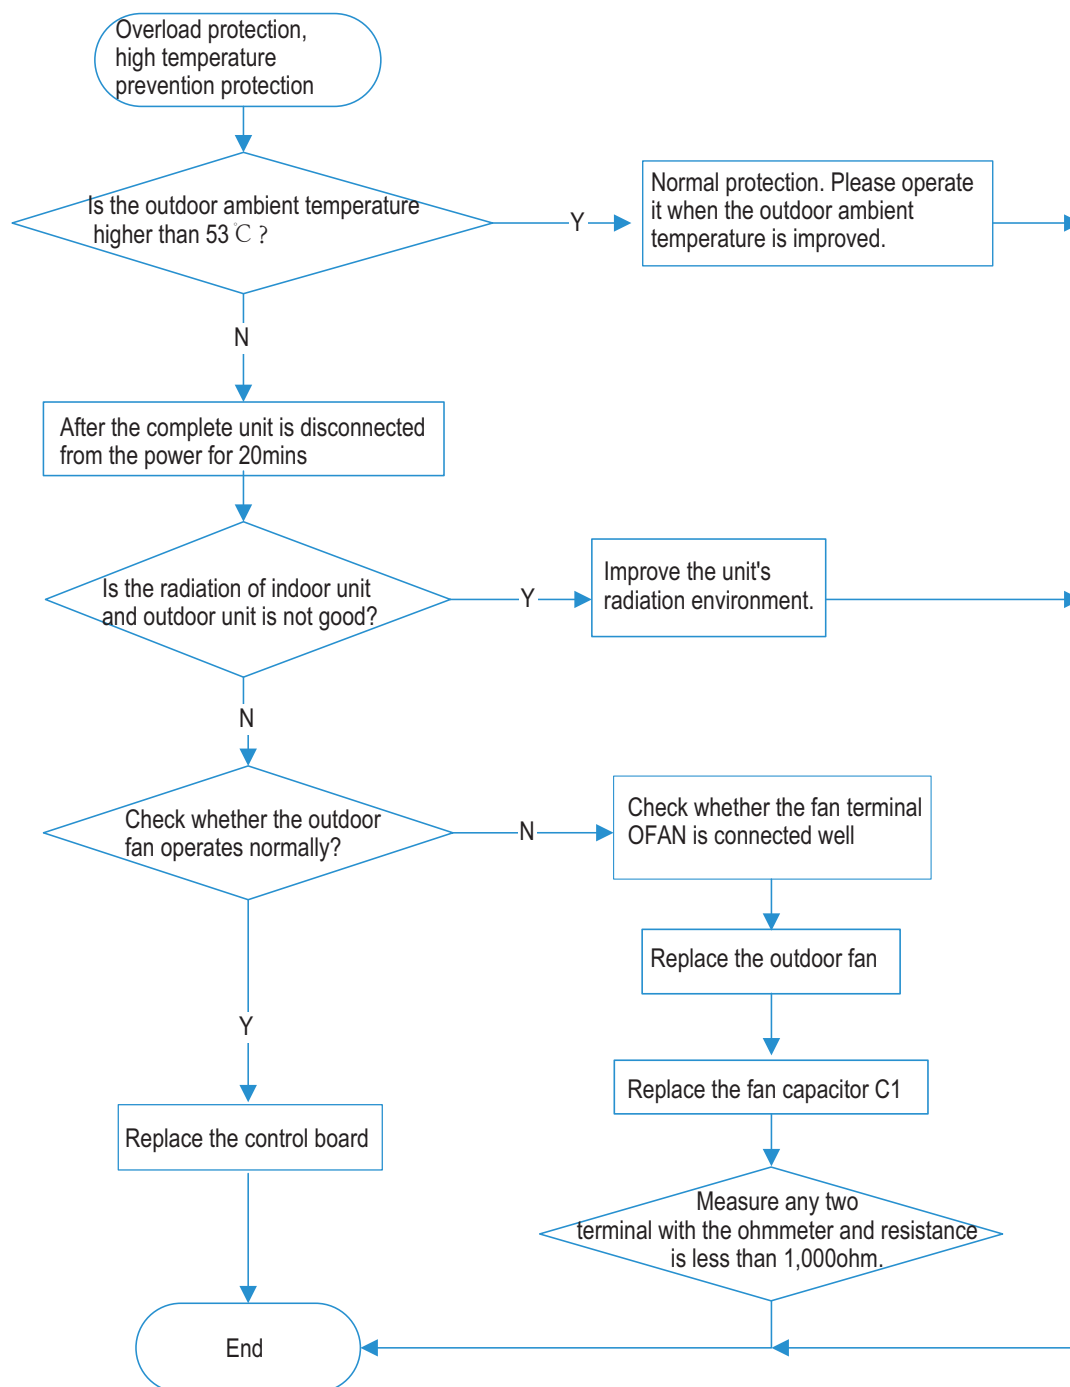 Overload protection,
high temperature
prevention protection
Is the outdoor ambient temperature
higher than 53℃ ?
Y
Normal protection. Please operate
it when the outdoor ambient
temperature is improved.
N
After the complete unit is disconnected
from the power for 20mins
Is the radiation of indoor unit
and outdoor unit is not good?
Y
Improve the unit's
radiation environment.
N
Check whether the outdoor
fan operates normally?
N
Check whether the fan terminal
OFAN is connected well
Replace the outdoor fan
Y
Replace the fan capacitor C1
Replace the control board
Measure any two
terminal with the ohmmeter and resistance
is less than 1,000ohm.
End